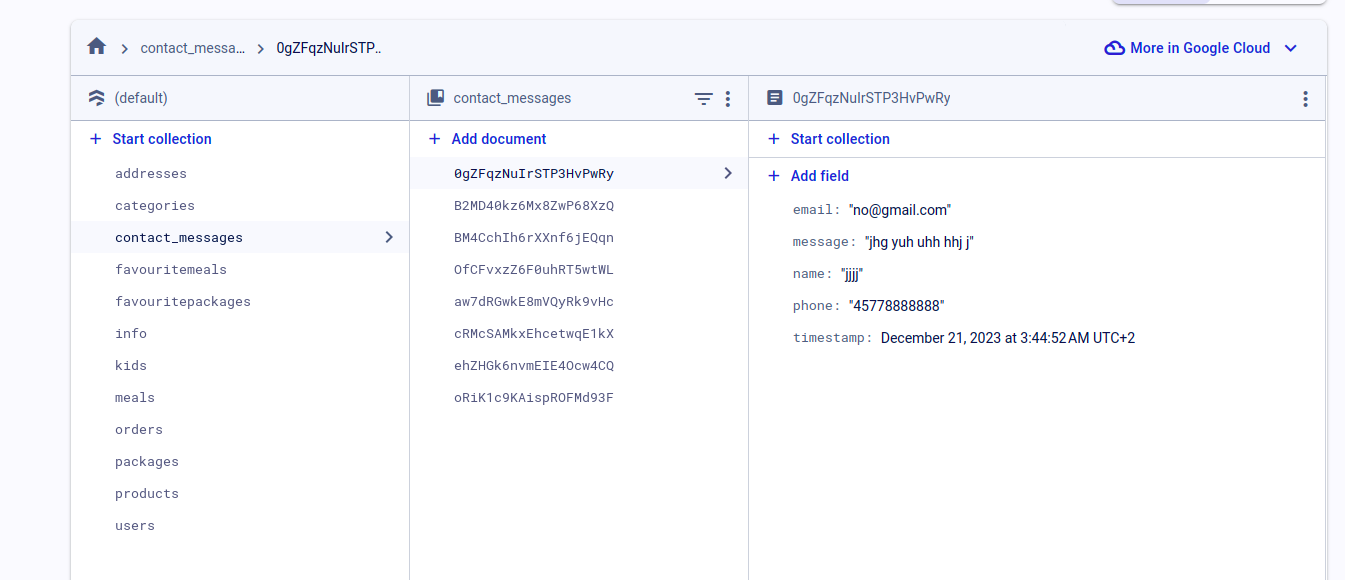 contact_messa...
0gZFqzNuIrSTP..
More in Google Cloud
(default)
contact_messages
0gZFqzNuIrSTP3HvPwRy
Start collection
addresses
categories
contact_messages
favouritemeals
favouritepackages
info
kids
meals
orders
packages
products
users
Add document
0gZFqzNuIrSTP3HvPwRy
B2MD40kz6Mx8ZwP68XzQ
BM4CchIh6rXXnf6jEQqn
OfCFvxzZ6F0uhRT5wtWL
aw7dRGwkE8mVQyRk9vHc
cRMcSAMkxEhcetwqE1kX
ehZHGk6nvmEIE4Ocw4CQ
oRiK1c9KAispROFMd93F
Start collection
Add field
email: "no@gmail.com"
message: "jhg yuh uhh hhj j"
name: "jjjj"
phone: "45778888888"
timestamp: December 21, 2023 at 3:44:52 AM UTC+2